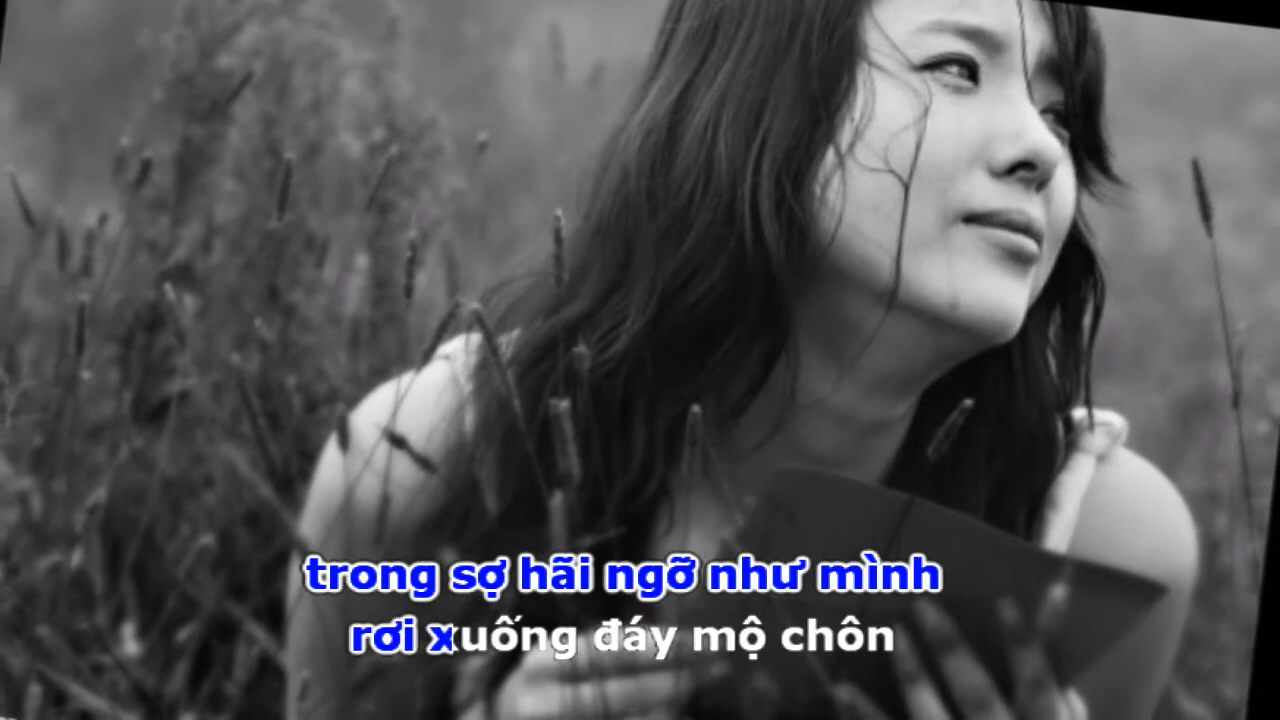 trong sợ hãi ngỡ như mình
rơi xuống đáy mộ chôn